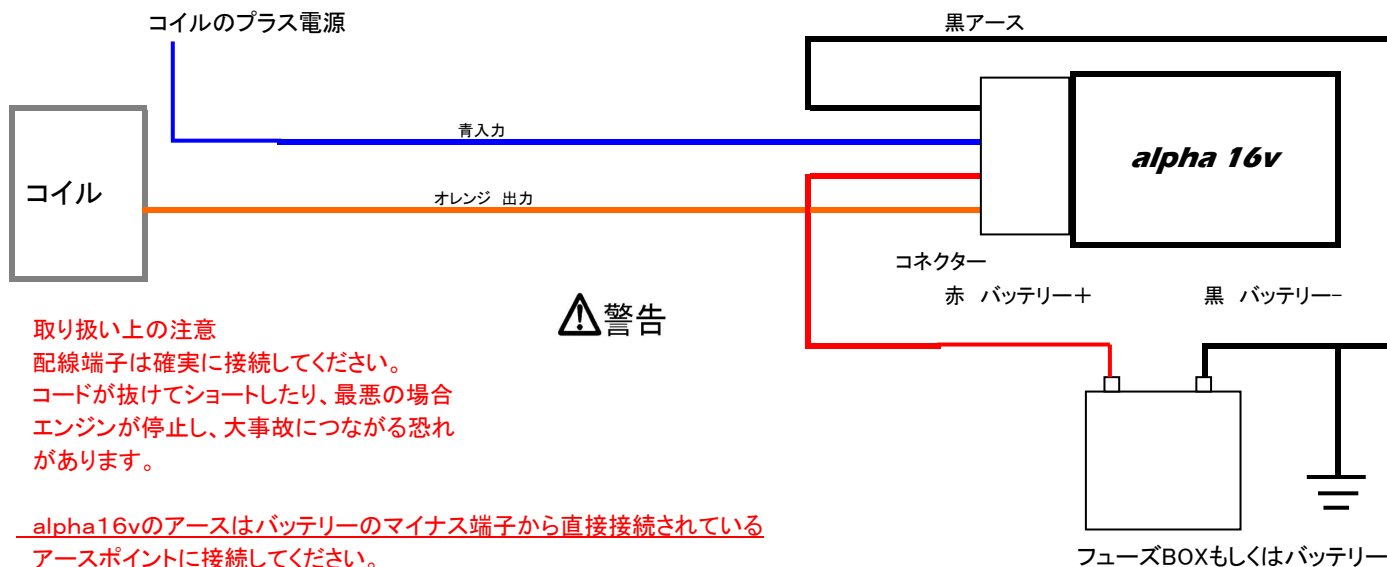 コイルのプラス電源
黒アース
青入力
alpha 16v
コイル
オレンジ 出力
コネクター
赤 バッテリー＋
黒 バッテリー−
警告
取り扱い上の注意
配線端子は確実に接続してください。
コードが抜けてショートしたり、最悪の場合
エンジンが停止し、大事故につながる恐れ
があります。
alpha16vのアースはバッテリーのマイナス端子から直接接続されている
アースポイントに接続してください。
フューズBOXもしくはバッテリー